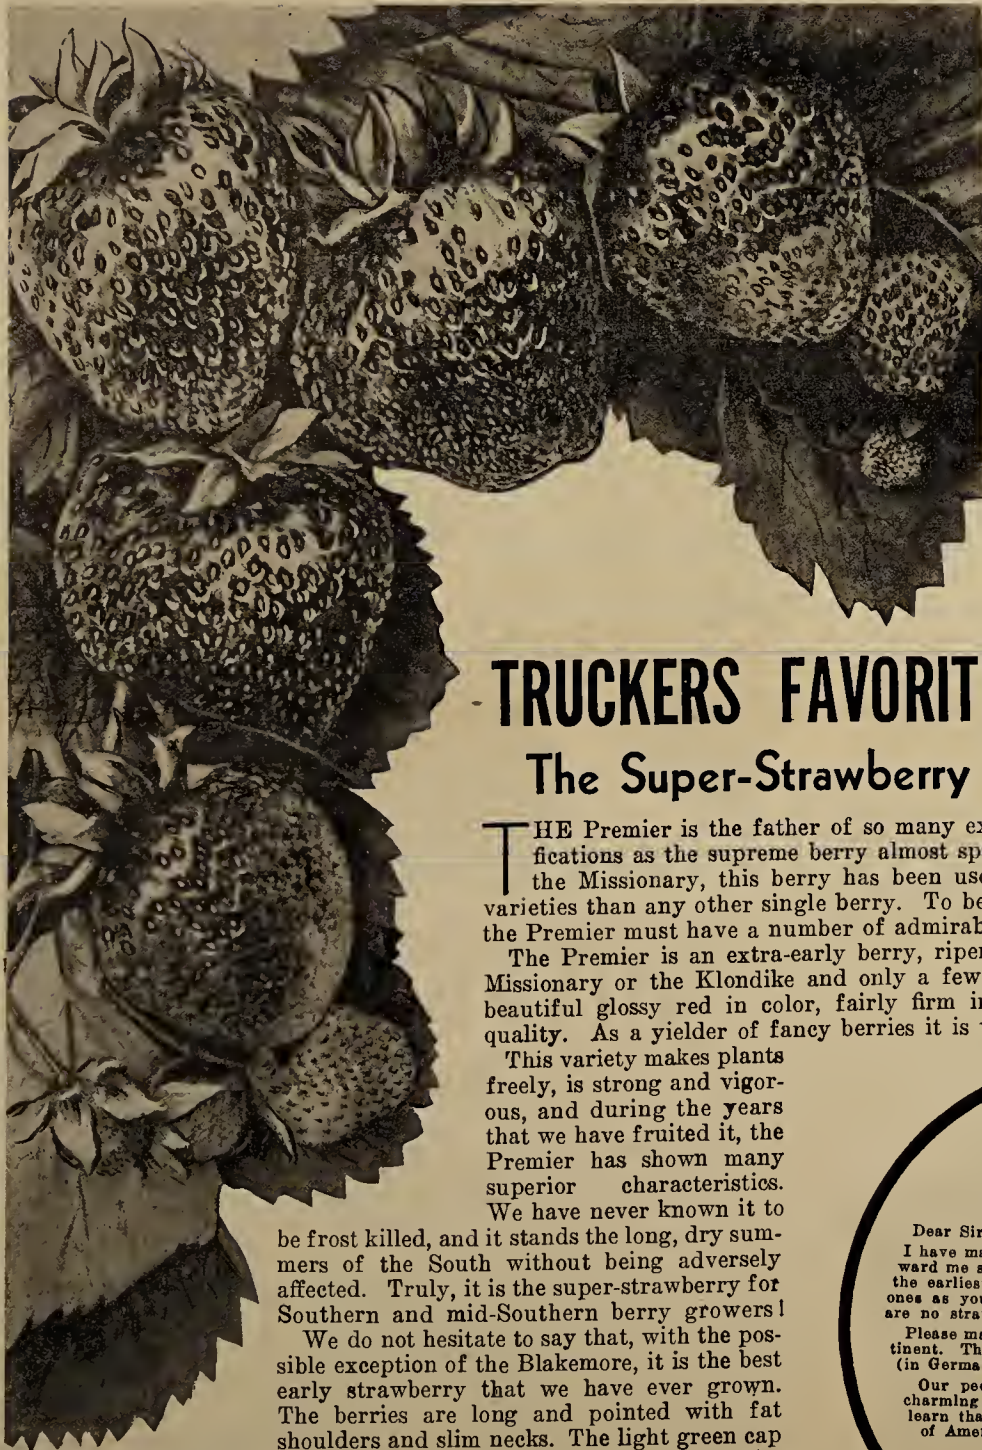 TRUCKERS FAVORIT
The Super-Strawberry
THE Premier is the father of so many ex
fications as the supreme berry almost sp
the Missionary, this berry has been use
varieties than any other single berry. To be
the Premier must have a number of admirab
The Premier is an extra-early berry, ripe
Missionary or the Klondike and only a few
beautiful glossy red in color, fairly firm i
quality. As a yielder of fancy berries it is
This variety makes plants
freely, is strong and vigor-
ous, and during the years
that we have fruited it, the
Premier has shown many
superior characteristics.
We have never known it to
be frost killed, and it stands the long, dry sum-
mers of the South without being adversely
affected. Truly, it is the super-strawberry for
Southern and mid-Southern berry growers!
We do not hesitate to say that, with the pos-
sible exception of the Blakemore, it is the best
early strawberry that we have ever grown.
The berries are long and pointed with fat
shoulders and slim necks. The light green cap
Dear Sir
I have ma
ward me a
the earlies
ones as you
are no stra
Please ma
tinent. Th
(in Germa
Our peo
charming
learn tha
of Amer